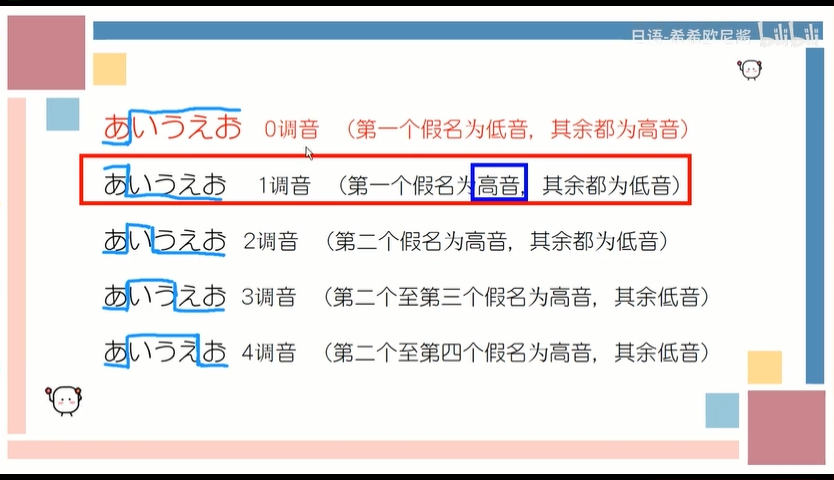 日语-希希欧尼酱 bilibili
あいうえお 0调音 （第一个假名为低音，其余都为高音）
あいうえお 1调音 （第一个假名为高音，其余都为低音）
あいうえお 2调音 （第二个假名为高音，其余都为低音）
あいうえお 3调音 （第二个至第三个假名为高音，其余低音）
あいうえお 4调音 （第二个至第四个假名为高音，其余低音）